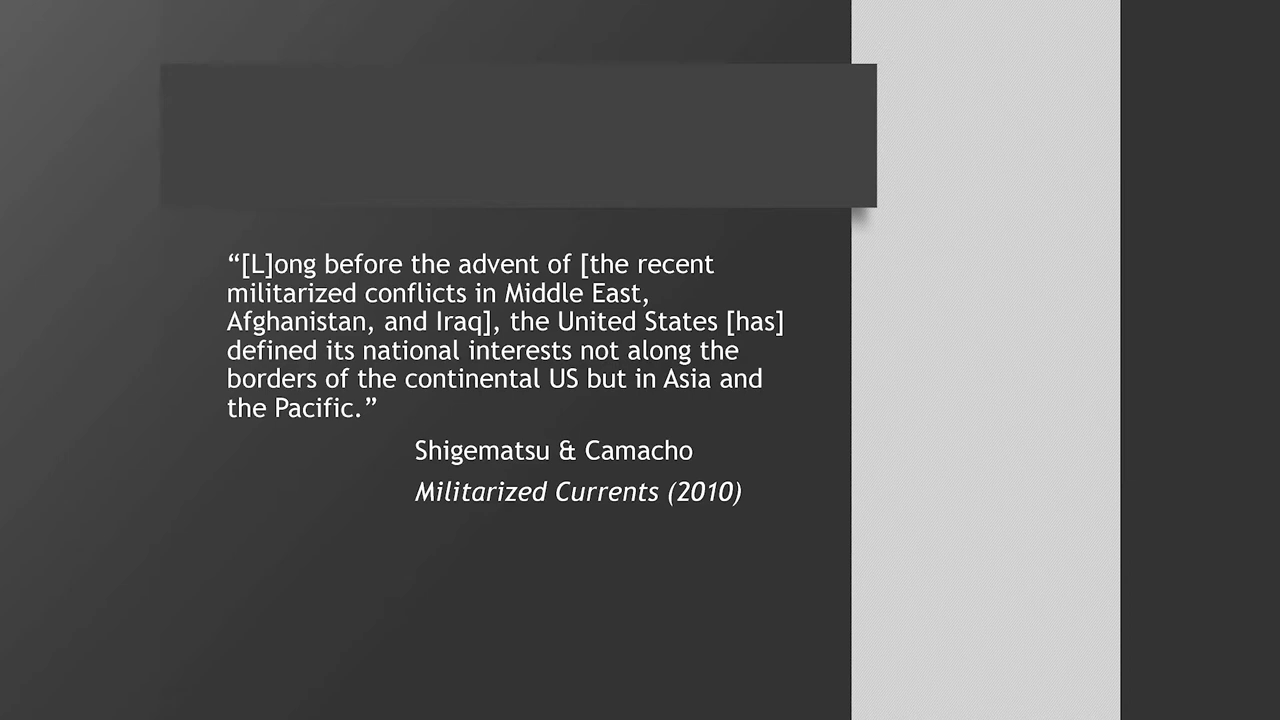 “[L]ong before the advent of [the recent
militarized conflicts in Middle East,
Afghanistan, and Iraq], the United States [has]
defined its national interests not along the
borders of the continental US but in Asia and
the Pacific.”
Shigematsu & Camacho
Militarized Currents (2010)